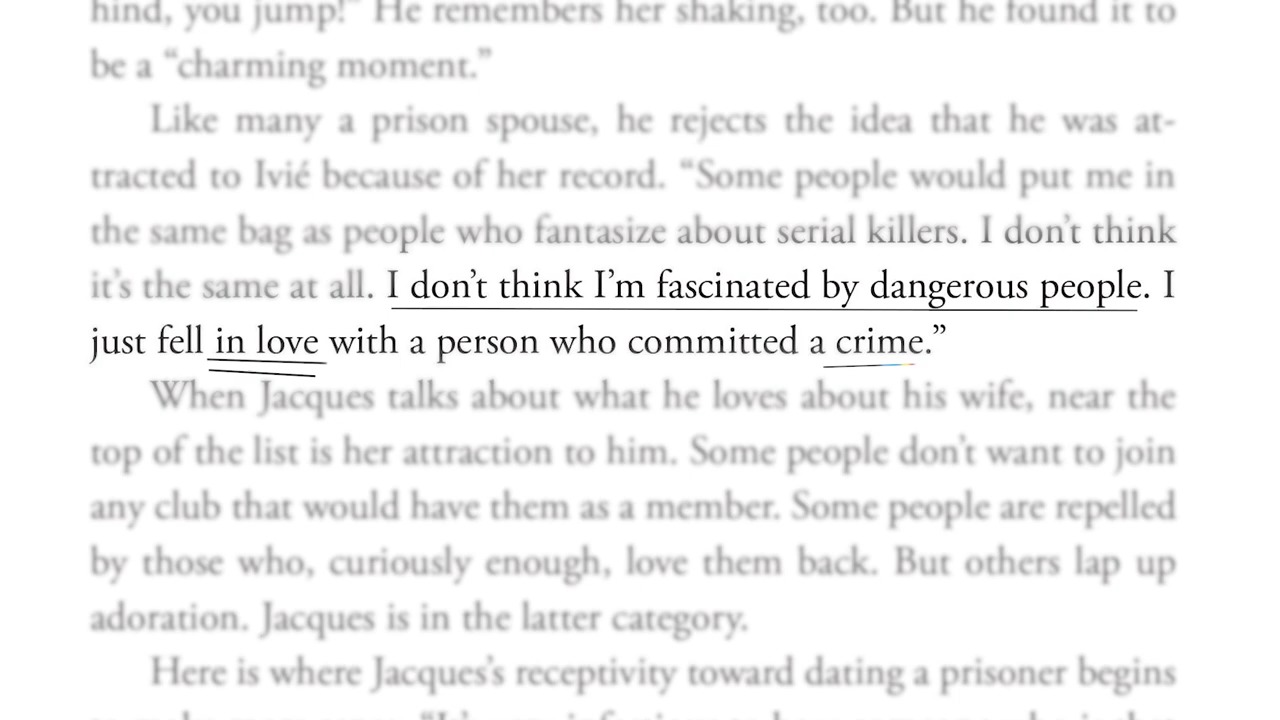 hind, you jump!” He remembers her shaking, too. But he found it to
be a “charming moment.”
Like many a prison spouse, he rejects the idea that he was at-
tracted to Ivié because of her record. “Some people would put me in
the same bag as people who fantasize about serial killers. I don’t think
it’s the same at all. I don’t think I’m fascinated by dangerous people. I
just fell in love with a person who committed a crime.”
When Jacques talks about what he loves about his wife, near the
top of the list is her attraction to him. Some people don’t want to join
any club that would have them as a member. Some people are repelled
by those who, curiously enough, love them back. But others lap up
adoration. Jacques is in the latter category.
Here is where Jacques’s receptivity toward dating a prisoner begins